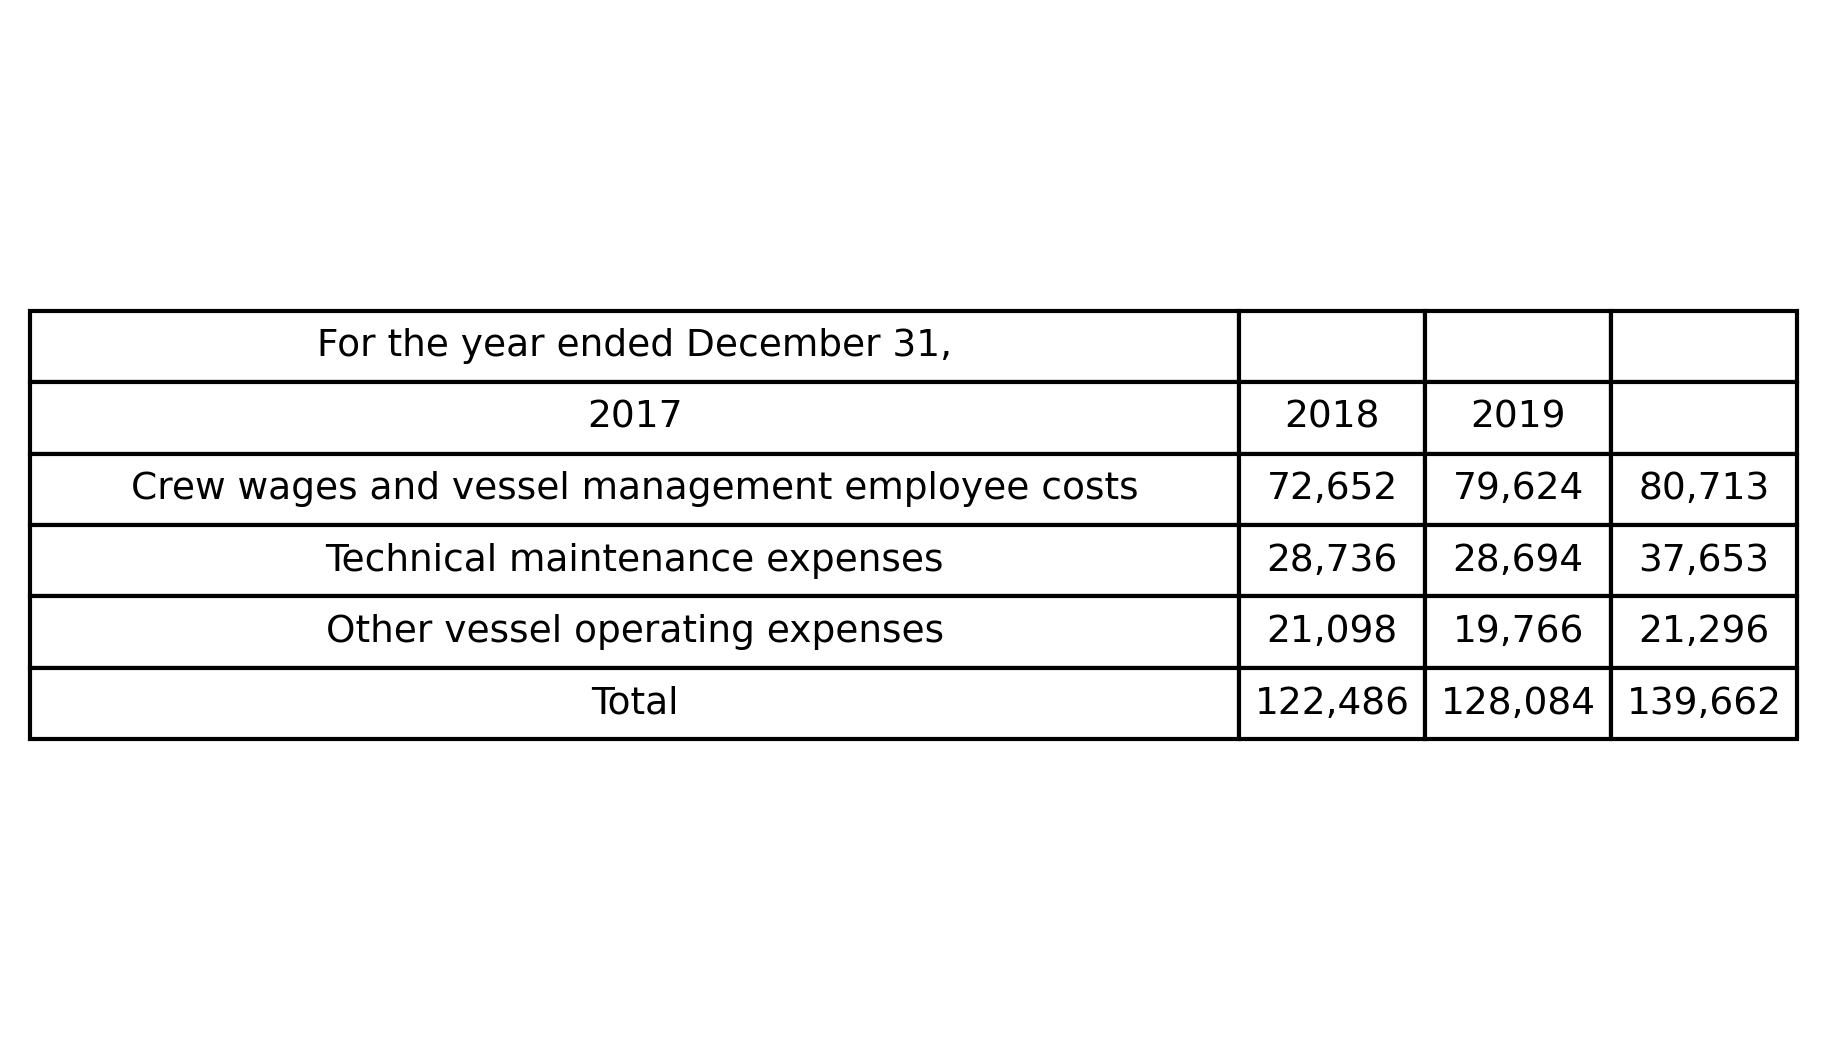 For the year ended December 31,
2017 2018 2019
Crew wages and vessel management employee costs 72,652 79,624 80,713
Technical maintenance expenses 28,736 28,694 37,653
Other vessel operating expenses 21,098 19,766 21,296
Total 122,486 128,084 139,662